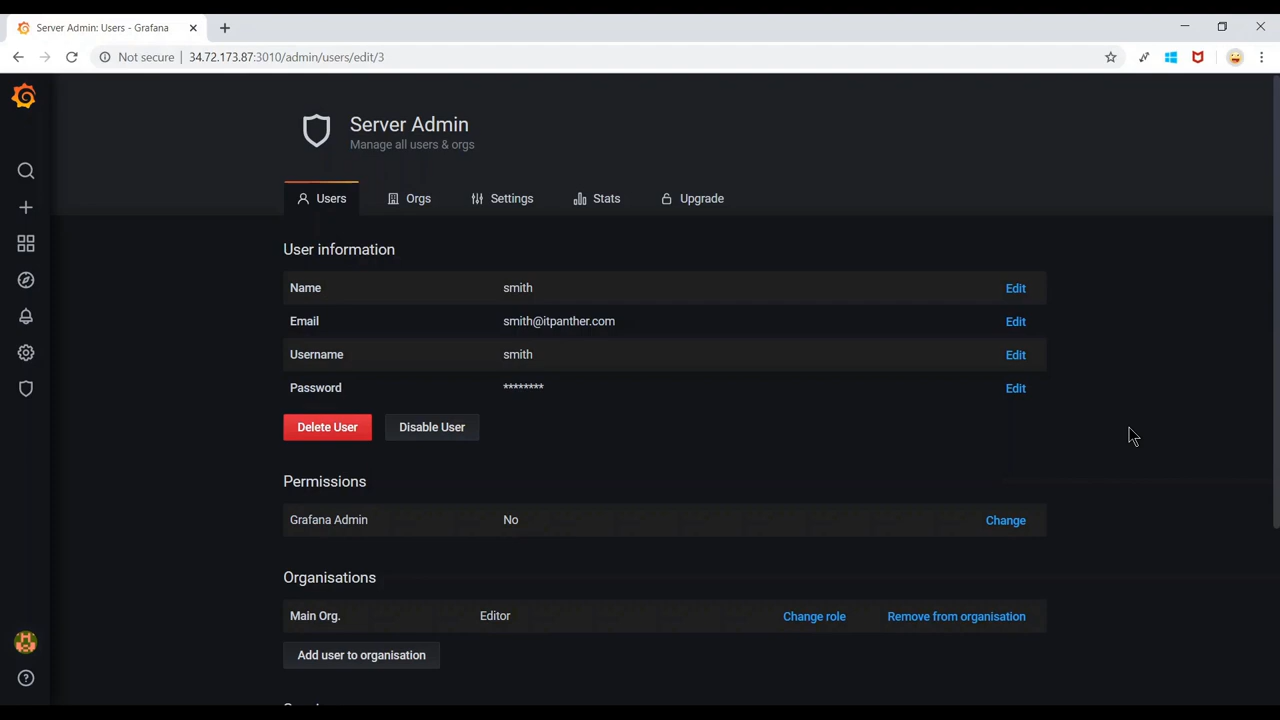 Server Admin: Users - Grafana
Not secure 34.72.173.87:3010/admin/users/edit/3
Server Admin
Manage all users & orgs
Users Orgs Settings Stats Upgrade
User information
Name smith Edit
Email smith@itpanther.com Edit
Username smith Edit
Password ******** Edit
Delete User Disable User
Permissions
Grafana Admin No Change
Organisations
Main Org. Editor Change role Remove from organisation
Add user to organisation